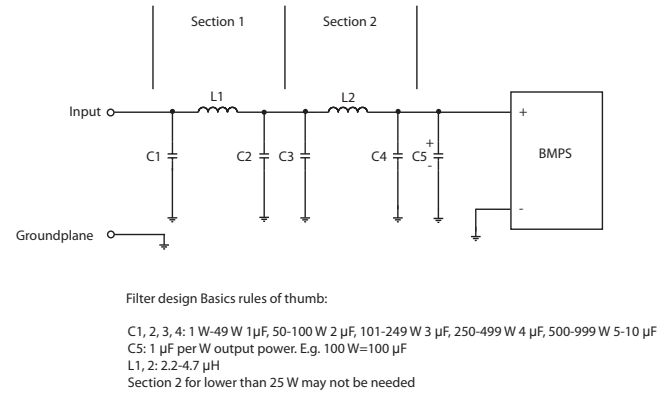 Section 1
Section 2
L1
L2
Input
+
C1
C2
C3
C4
C5
+
-
BMPS
-
Groundplane
Filter design Basics rules of thumb:
C1, 2, 3, 4: 1 W-49 W 1µF, 50-100 W 2 µF, 101-249 W 3 µF, 250-499 W 4 µF, 500-999 W 5-10 µF
C5: 1 µF per W output power. E.g. 100 W=100 µF
L1, 2: 2.2-4.7 µH
Section 2 for lower than 25 W may not be needed